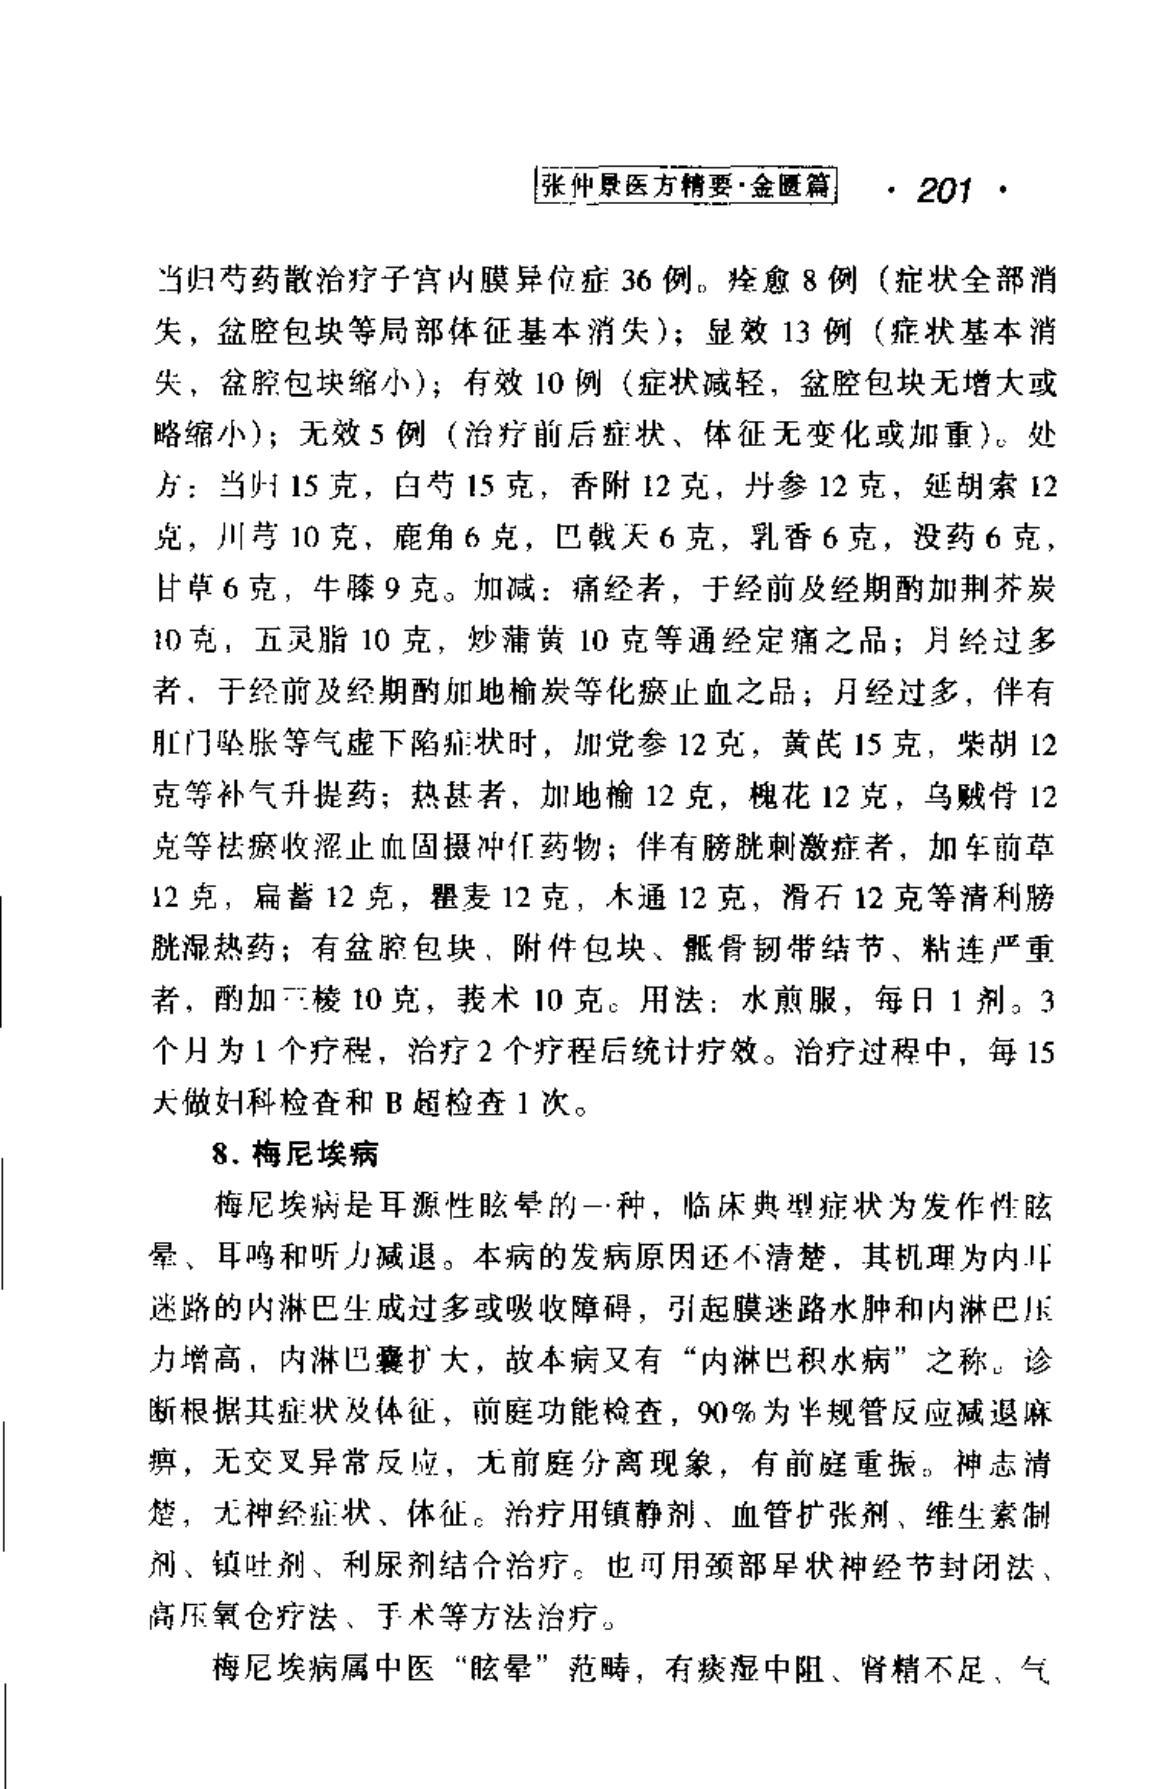 张仲景医方精要·金匮篇 · 201 ·
当归芍药散治疗子宫内膜异位症 36 例。痊愈 8 例（症状全部消
失，盆腔包块等局部体征基本消失）；显效 13 例（症状基本消
失，盆腔包块缩小）；有效 10 例（症状减轻，盆腔包块无增大或
略缩小）；无效 5 例（治疗前后症状、体征无变化或加重）。处
方：当归 15 克，白芍 15 克，香附 12 克，丹参 12 克，延胡索 12
克，川芎 10 克，鹿角 6 克，巴戟天 6 克，乳香 6 克，没药 6 克，
甘草 6 克，牛膝 9 克。加减：痛经者，于经前及经期酌加荆芥炭
10 克，五灵脂 10 克，炒蒲黄 10 克等通经定痛之品；月经过多
者，于经前及经期酌加地榆炭等化瘀止血之品；月经过多，伴有
肛门坠胀等气虚下陷症状时，加党参 12 克，黄芪 15 克，柴胡 12
克等补气升提药；热甚者，加地榆 12 克，槐花 12 克，乌贼骨 12
克等祛瘀收涩止血固摄冲任药物；伴有膀胱刺激症者，加车前草
12 克，扁蓄 12 克，瞿麦 12 克，木通 12 克，滑石 12 克等清利膀
胱湿热药；有盆腔包块、附件包块、骶骨韧带结节、粘连严重
者，酌加三棱 10 克，莪术 10 克。用法：水煎服，每日 1 剂。3
个月为 1 个疗程，治疗 2 个疗程后统计疗效。治疗过程中，每 15
天做妇科检查和 B 超检查 1 次。
8. 梅尼埃病
梅尼埃病是耳源性眩晕的一种，临床典型症状为发作性眩
晕、耳鸣和听力减退。本病的发病原因还不清楚，其机理为内耳
迷路的内淋巴生成过多或吸收障碍，引起膜迷路水肿和内淋巴压
力增高，内淋巴囊扩大，故本病又有“内淋巴积水病”之称。诊
断根据其症状及体征，前庭功能检查，90%为半规管反应减退麻
痹，无交叉异常反应，无前庭分离现象，有前庭重振。神志清
楚，无神经症状、体征。治疗用镇静剂、血管扩张剂、维生素制
剂、镇吐剂、利尿剂结合治疗。也可用颈部星状神经节封闭法、
高压氧仓疗法、手术等方法治疗。
梅尼埃病属中医“眩晕”范畴，有痰湿中阻、肾精不足、气